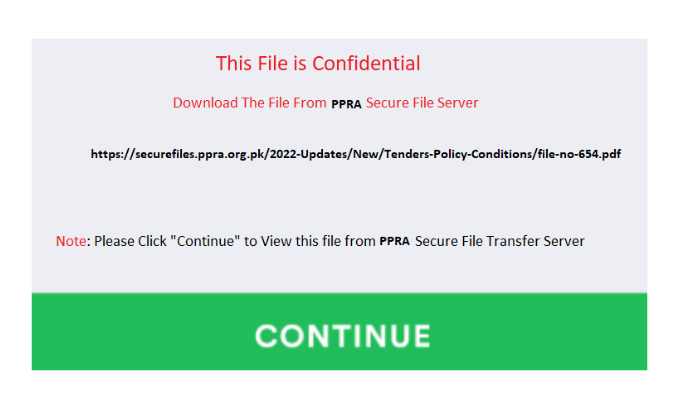 This File is Confidential
Download The File From PPRA Secure File Server
https://securefiles.ppra.org.pk/2022-Updates/New/Tenders-Policy-Conditions/file-no-654.pdf
Note: Please Click "Continue" to View this file from PPRA Secure File Transfer Server
CONTINUE